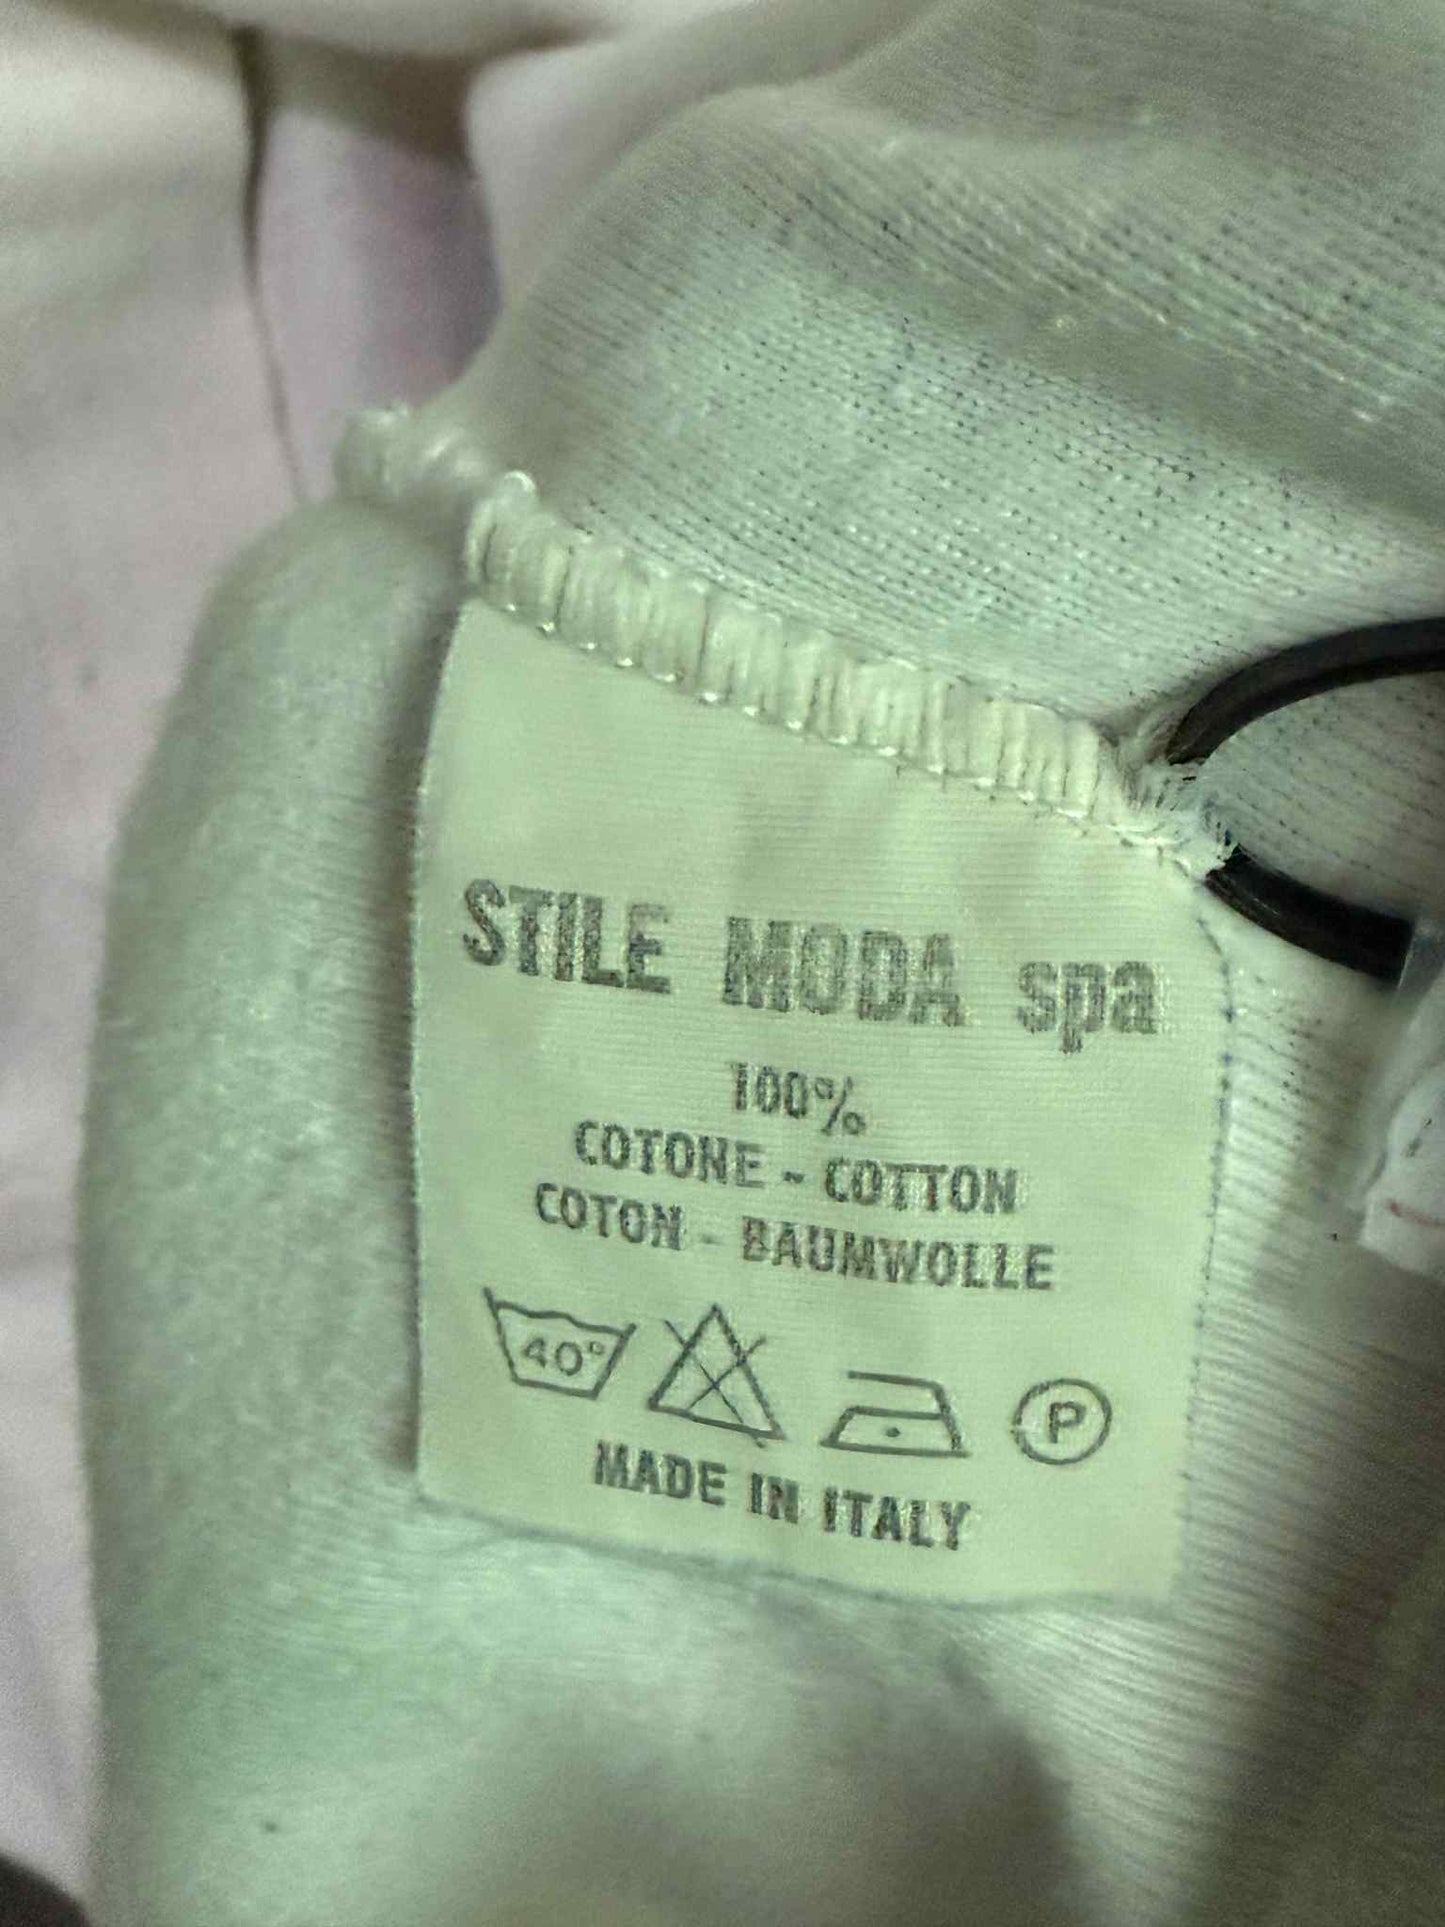 STILE MODA spa
100%
COTONE - COTTON
COTON - BAUMWOLLE
40° P
MADE IN ITALY